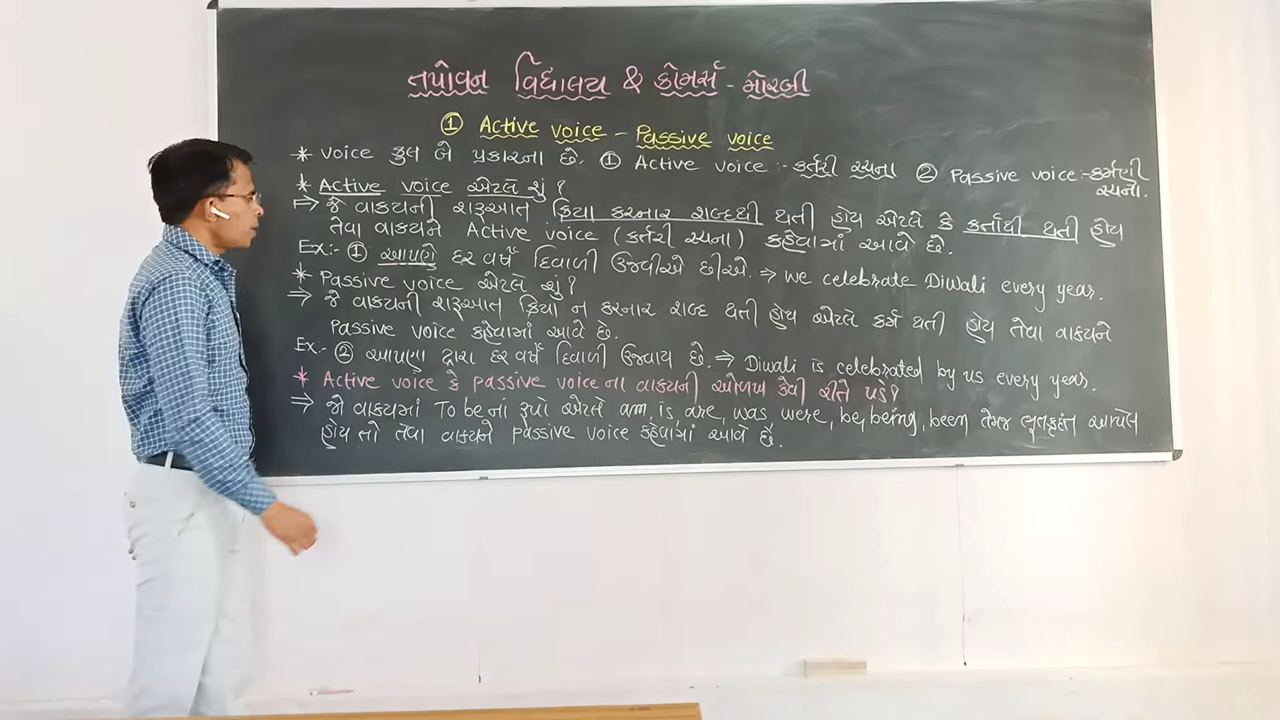 તપોવન વિદ્યાલય & કોમર્સ - મોરબી
① Active voice - Passive voice
* voice કુલ બે પ્રકારના છે. ① Active voice :- કર્તરી રચના ② Passive voice :- કર્મણી રચના.
* Active voice એટલે શું?
⇒ જે વાક્યની શરૂઆત ક્રિયા કરનાર શબ્દથી થતી હોય એટલે કે કર્તાથી થતી હોય
તેવા વાક્યને Active voice (કર્તરી રચના) કહેવામાં આવે છે.
Ex:- ① આપણે દર વર્ષે દિવાળી ઉજવીએ છીએ. ⇒ we celebrate Diwali every year.
* Passive voice એટલે શું?
⇒ જે વાક્યની શરૂઆત ક્રિયા ન કરનાર શબ્દ થતી હોય એટલે કર્મ થતી હોય તેવા વાક્યને
Passive voice કહેવામાં આવે છે.
Ex:- ② આપણા દ્વારા દર વર્ષે દિવાળી ઉજવાય છે. ⇒ Diwali is celebrated by us every year.
* Active voice કે passive voice ના વાક્યની ઓળખ કેવી રીતે પડે?
⇒ જો વાક્યમાં To be નાં રૂપો એટલે am, is, are, was were, be, being, been તેમજ ભૂતકૃદંત આપેલ
હોય તો તેવા વાક્યને passive voice કહેવામાં આવે છે.